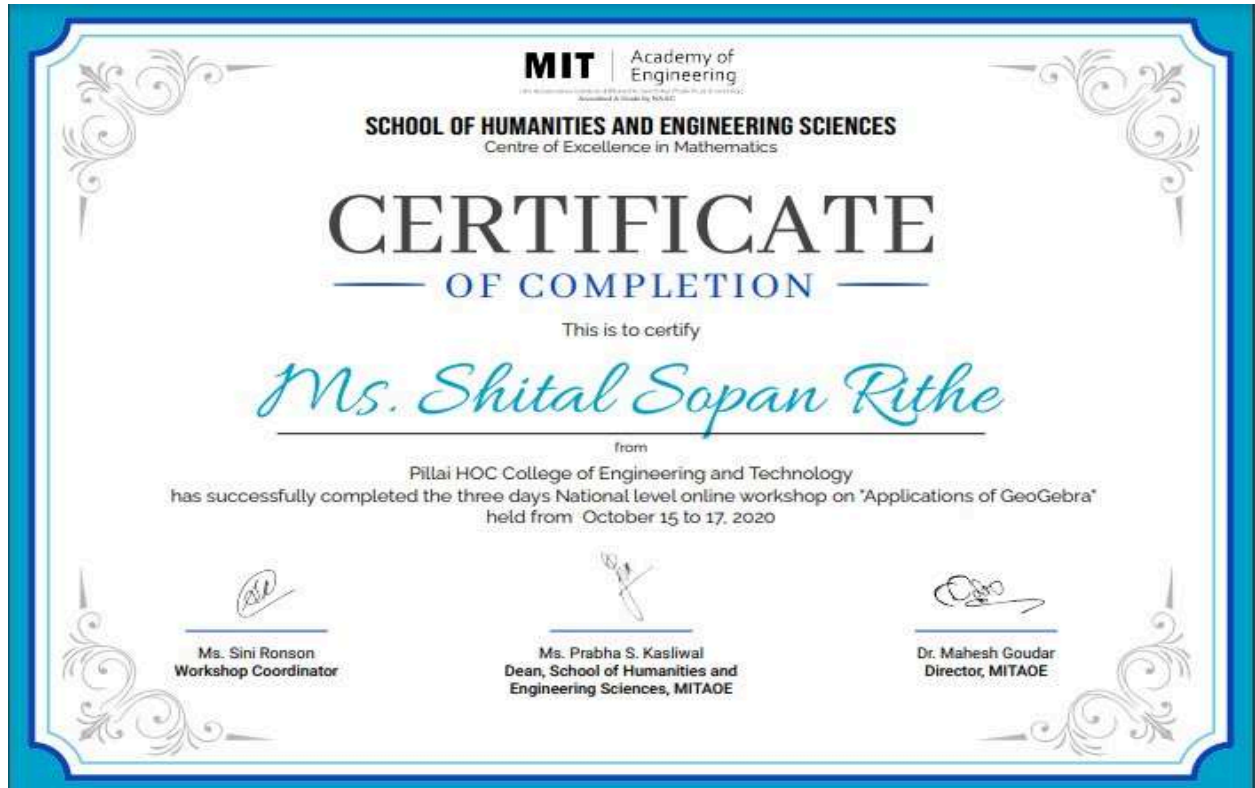 MIT Academy of Engineering
Accredited A Grade by NAAC
SCHOOL OF HUMANITIES AND ENGINEERING SCIENCES
Centre of Excellence in Mathematics
CERTIFICATE
OF COMPLETION
This is to certify
Ms. Shital Sopan Rithe
from
Pillai HOC College of Engineering and Technology
has successfully completed the three days National level online workshop on "Applications of GeoGebra"
held from October 15 to 17, 2020
Ms. Sini Ronson
Workshop Coordinator
Ms. Prabha S. Kasliwal
Dean, School of Humanities and
Engineering Sciences, MITAOE
Dr. Mahesh Goudar
Director, MITAOE